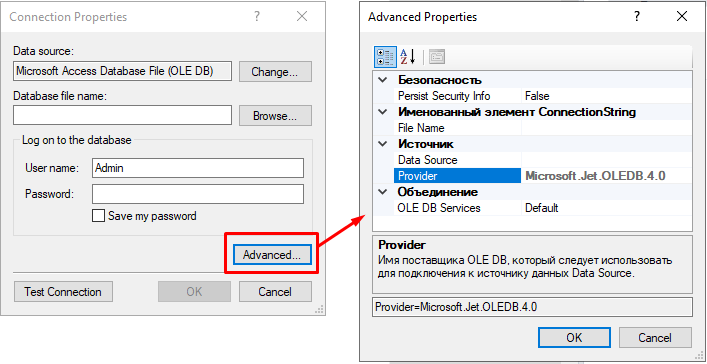 Connection Properties
Data source:
Microsoft Access Database File (OLE DB)
Change...
Database file name:
Browse...
Log on to the database
User name:
Admin
Password:
Save my password
Advanced...
Test Connection
OK
Cancel
Advanced Properties
Безопасность
Persist Security Info False
Именованный элемент ConnectionString
File Name
Источник
Data Source
Provider Microsoft.Jet.OLEDB.4.0
Объединение
OLE DB Services Default
Provider
Имя поставщика OLE DB, который следует использовать
для подключения к источнику данных Data Source.
Provider=Microsoft.Jet.OLEDB.4.0
OK
Cancel